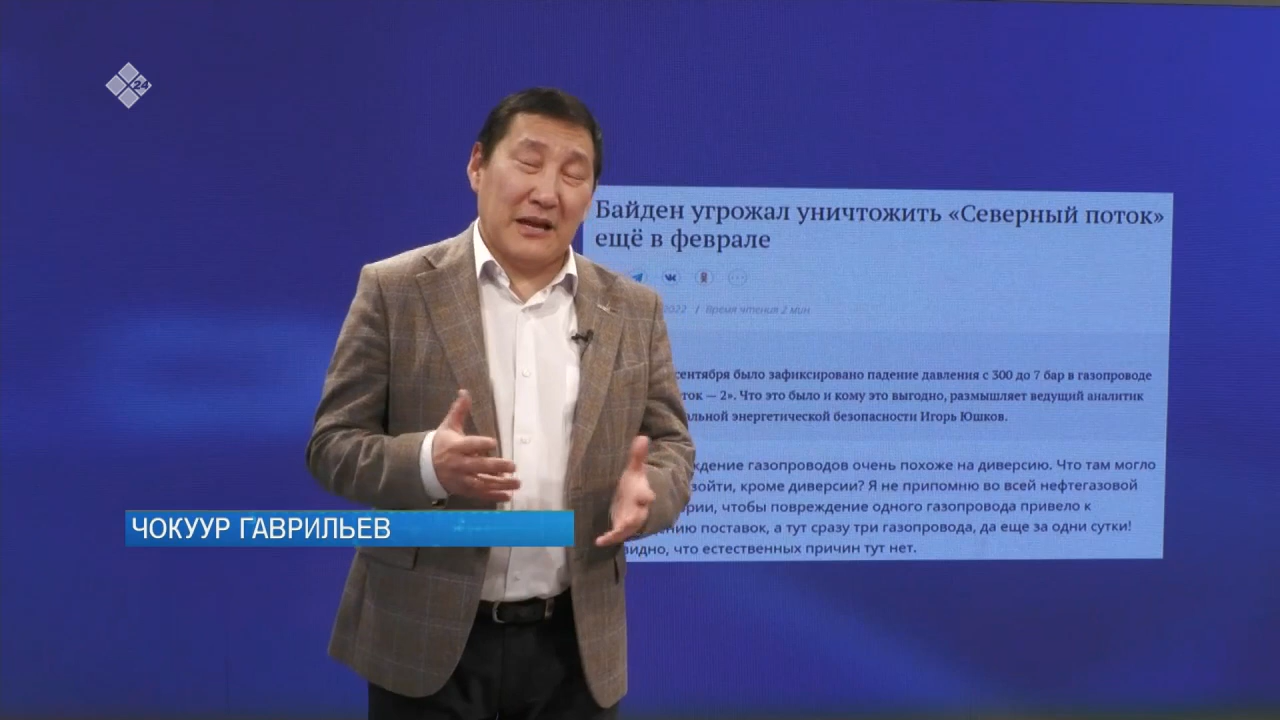 24
Байден угрожал уничтожить «Северный поток»
ещё в феврале
2022 / Время чтения 2 мин
сентября было зафиксировано падение давления с 300 до 7 бар в газопроводе
ток — 2». Что это было и кому это выгодно, размышляет ведущий аналитик
альной энергетической безопасности Игорь Юшков.
ждение газопроводов очень похоже на диверсию. Что там могло
зойти, кроме диверсии? Я не припомню во всей нефтегазовой
рии, чтобы повреждение одного газопровода привело к
ению поставок, а тут сразу три газопровода, да еще за одни сутки!
видно, что естественных причин тут нет.
ЧОКУУР ГАВРИЛЬЕВ